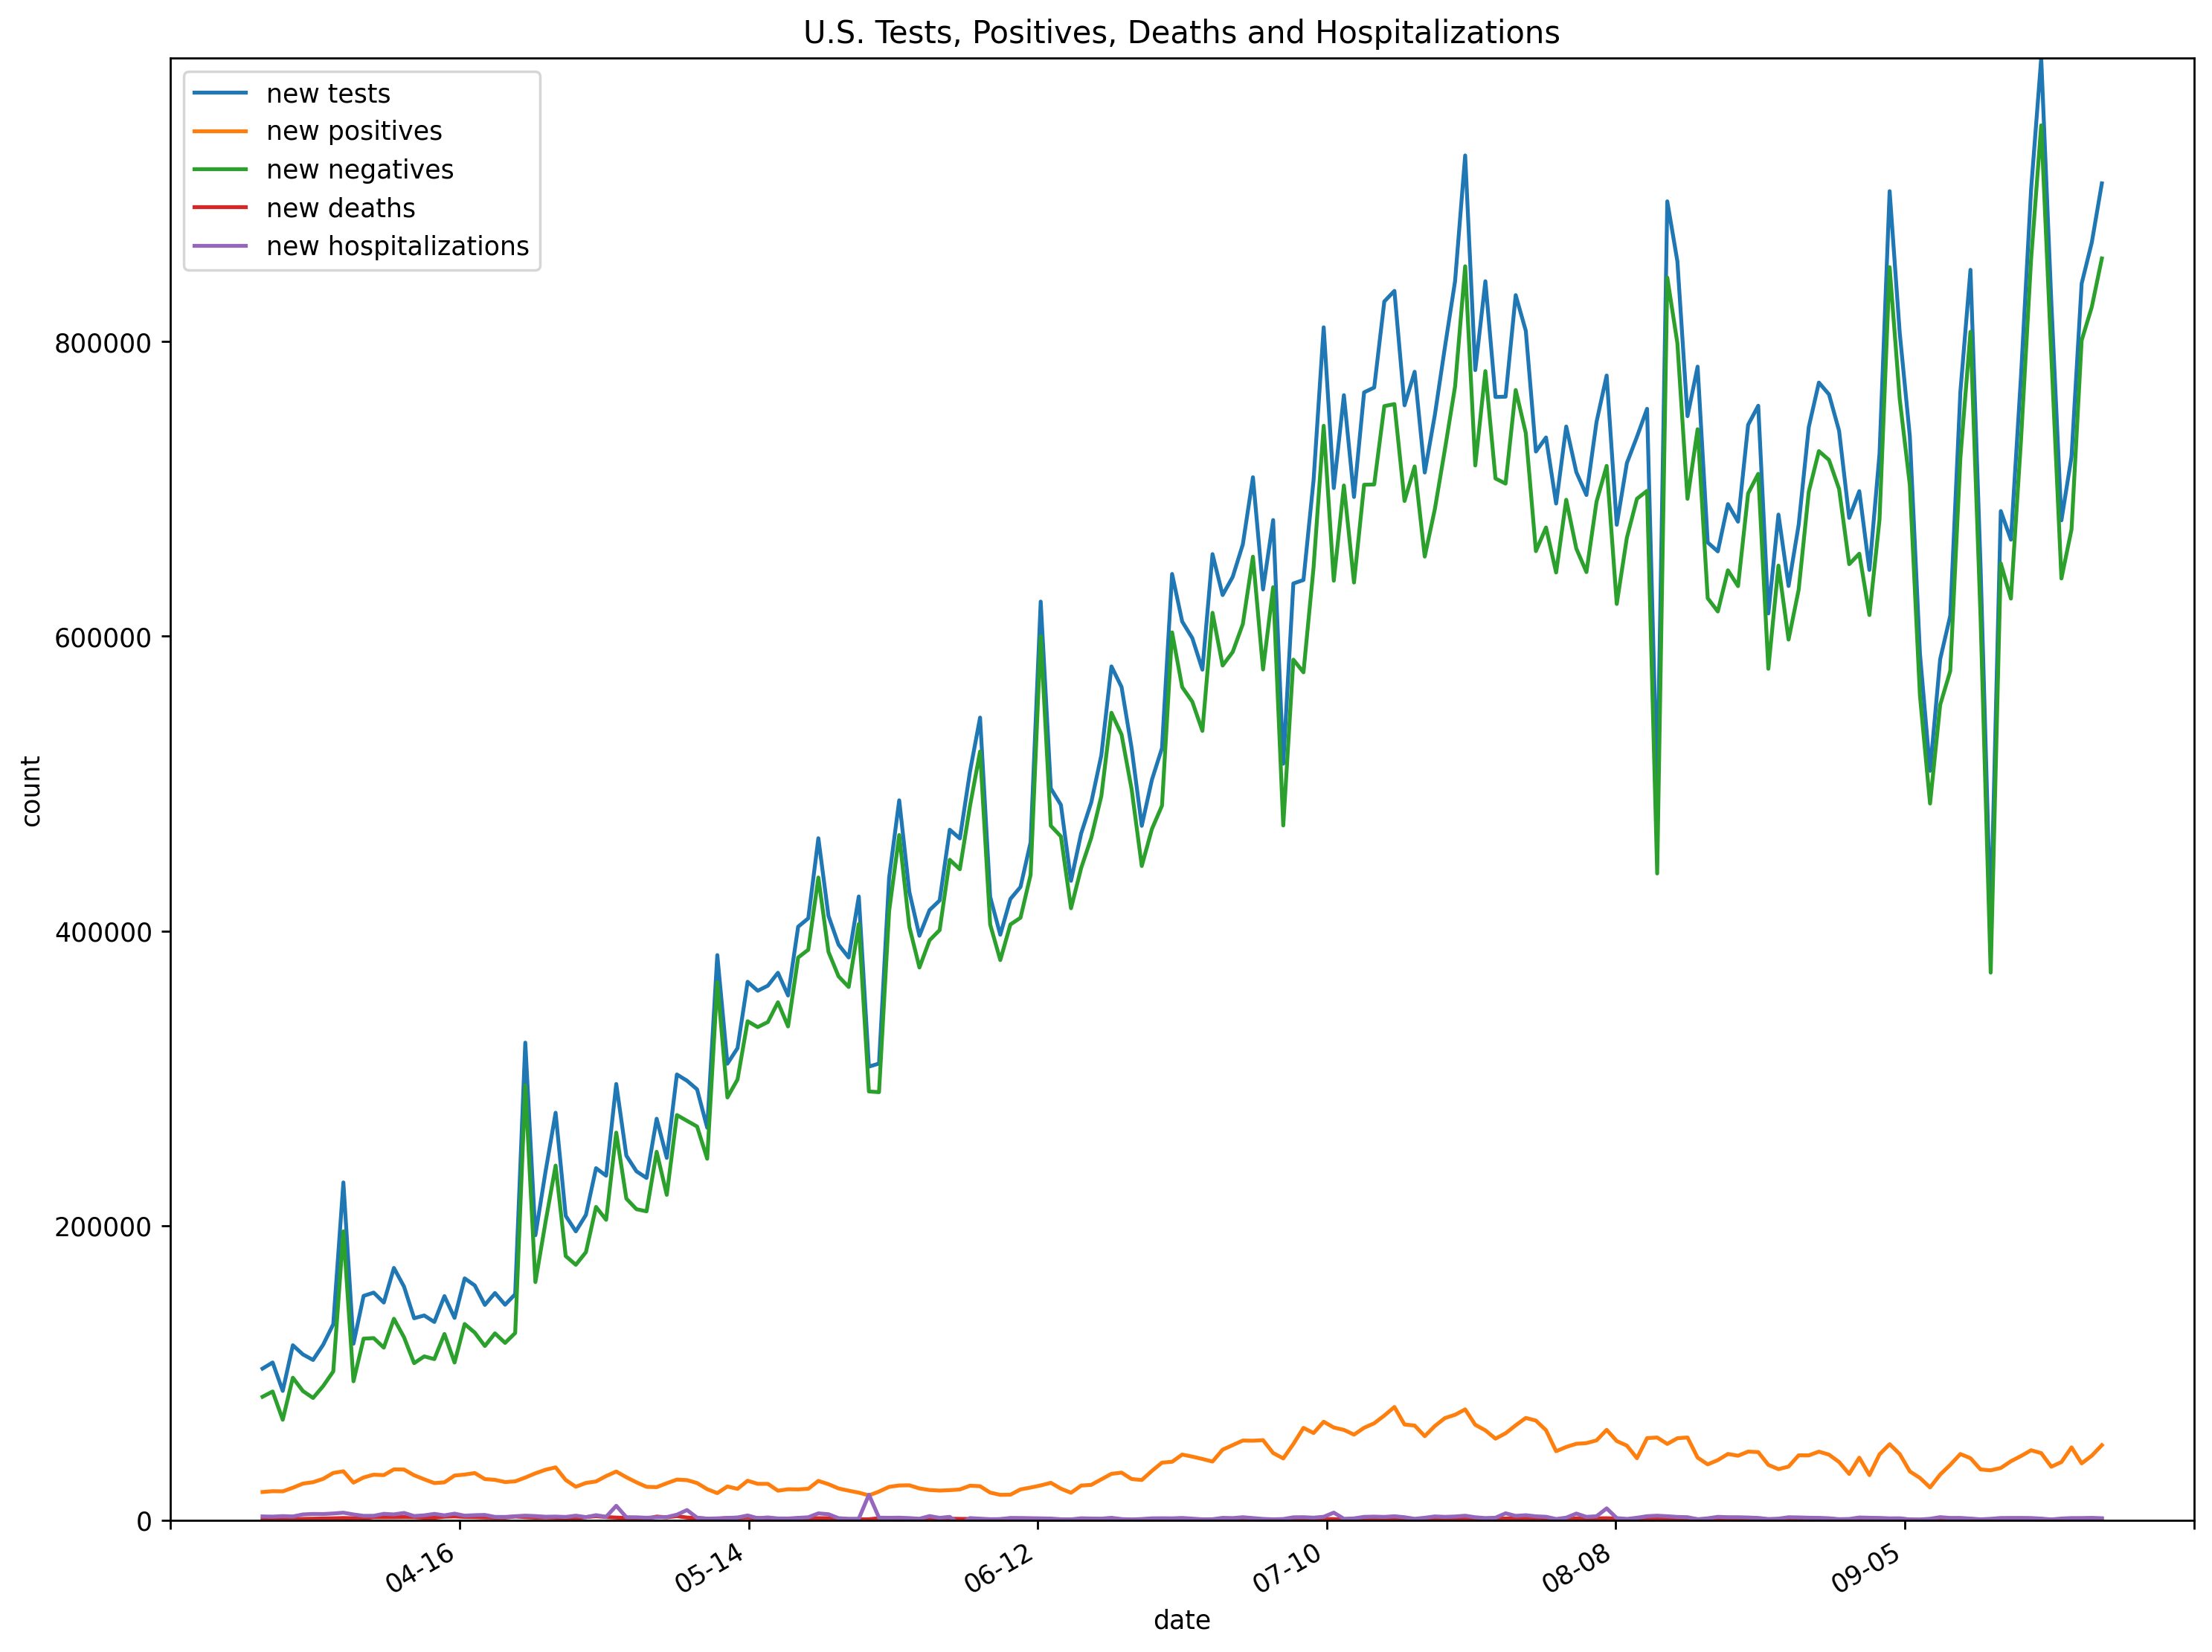 U.S. Tests, Positives, Deaths and Hospitalizations
new tests
new positives
new negatives
new deaths
new hospitalizations
800000
600000
400000
200000
0
count
04-16
05-14
06-12
07-10
08-08
09-05
date